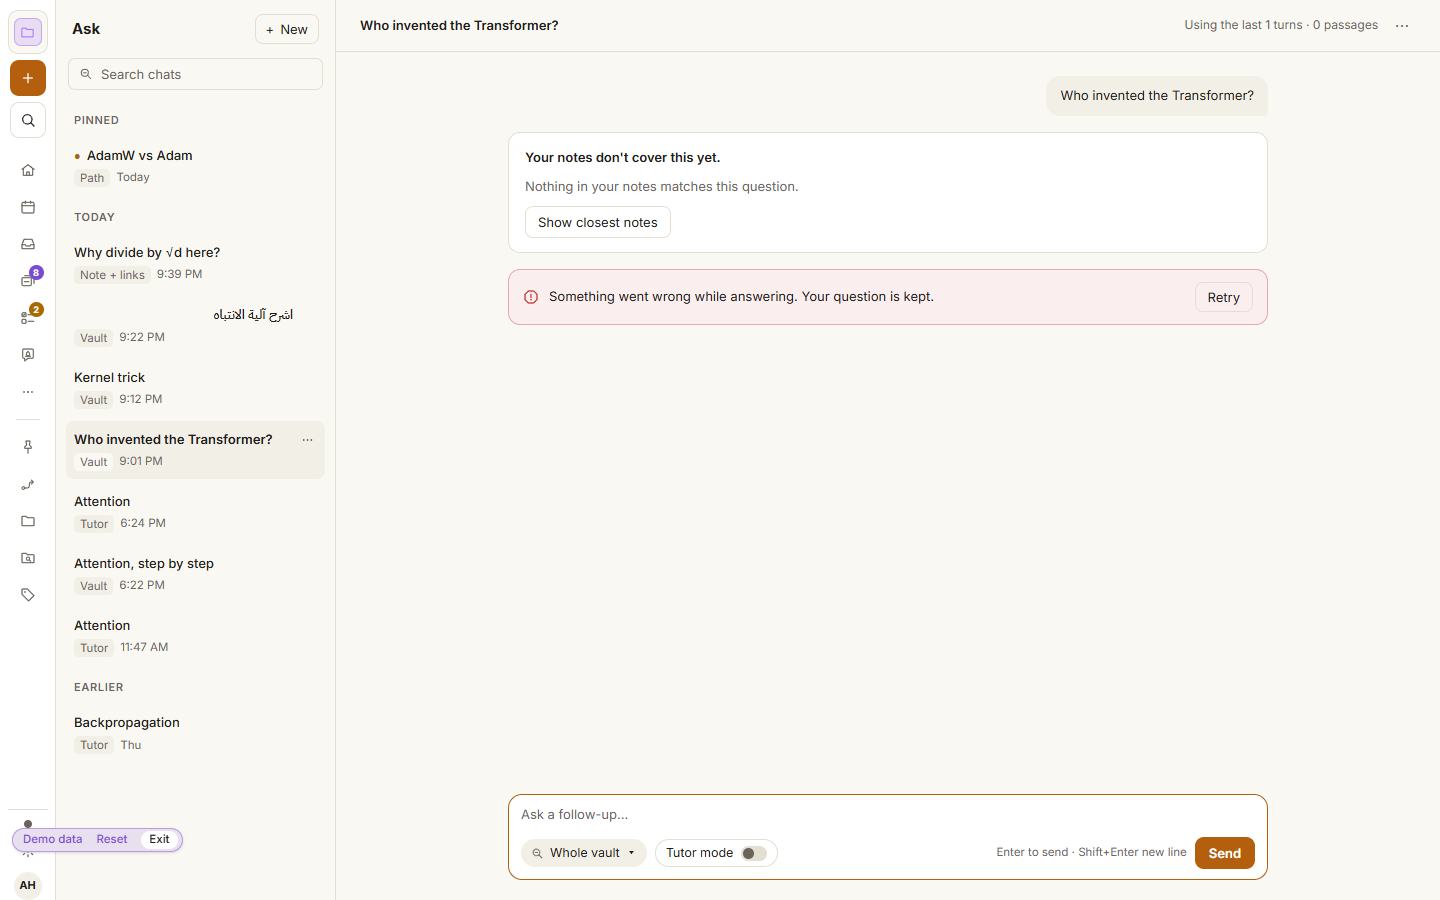 Ask
+ New
Search chats
PINNED
AdamW vs Adam
Path Today
TODAY
Why divide by √d here?
Note + links 9:39 PM
اشرح آلية الانتباه
Vault 9:22 PM
Kernel trick
Vault 9:12 PM
Who invented the Transformer? ...
Vault 9:01 PM
Attention
Tutor 6:24 PM
Attention, step by step
Vault 6:22 PM
Attention
Tutor 11:47 AM
EARLIER
Backpropagation
Tutor Thu
8
2
Demo data Reset Exit
AH
Who invented the Transformer?
Using the last 1 turns · 0 passages ...
Who invented the Transformer?
Your notes don't cover this yet.
Nothing in your notes matches this question.
Show closest notes
Something went wrong while answering. Your question is kept.
Retry
Ask a follow-up...
Whole vault
Tutor mode
Enter to send · Shift+Enter new line
Send